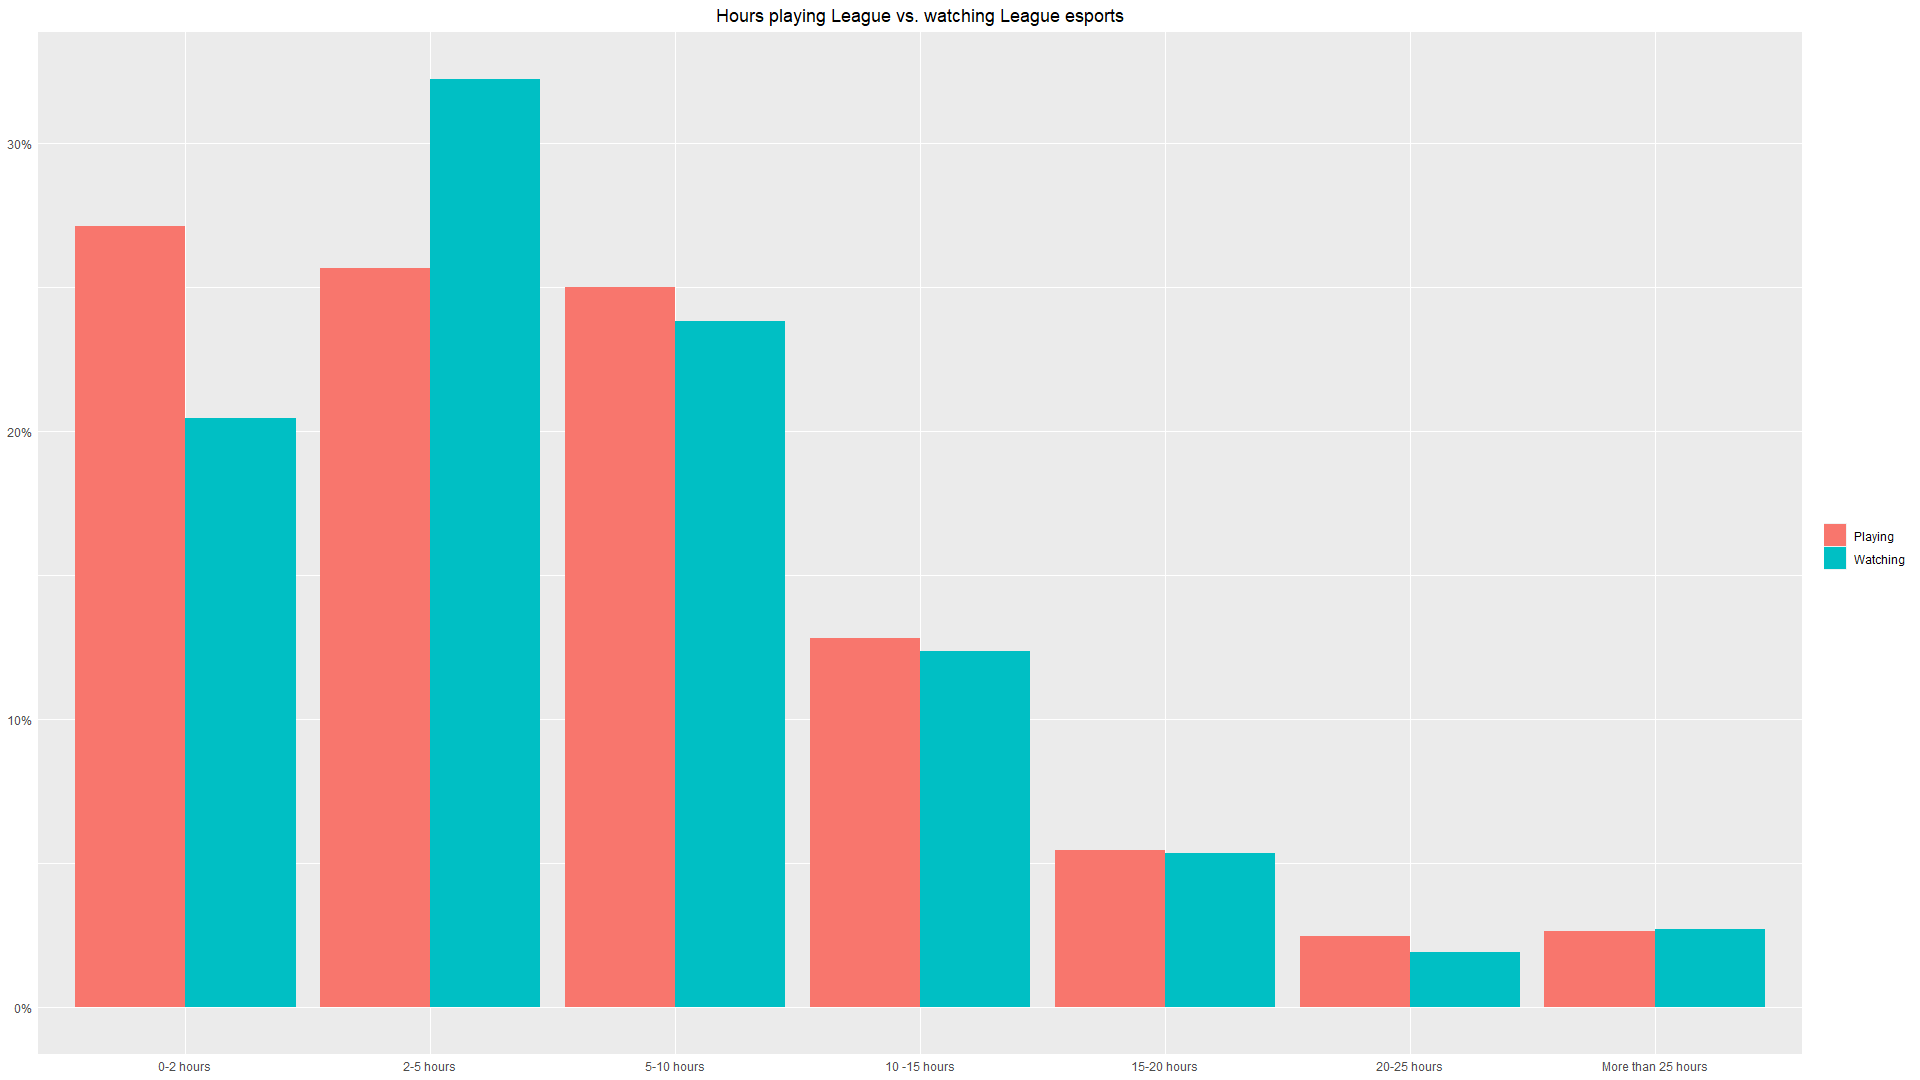 Hours playing League vs. watching League esports
30%
20%
10%
0%
0-2 hours
2-5 hours
5-10 hours
10 -15 hours
15-20 hours
20-25 hours
More than 25 hours
Playing
Watching